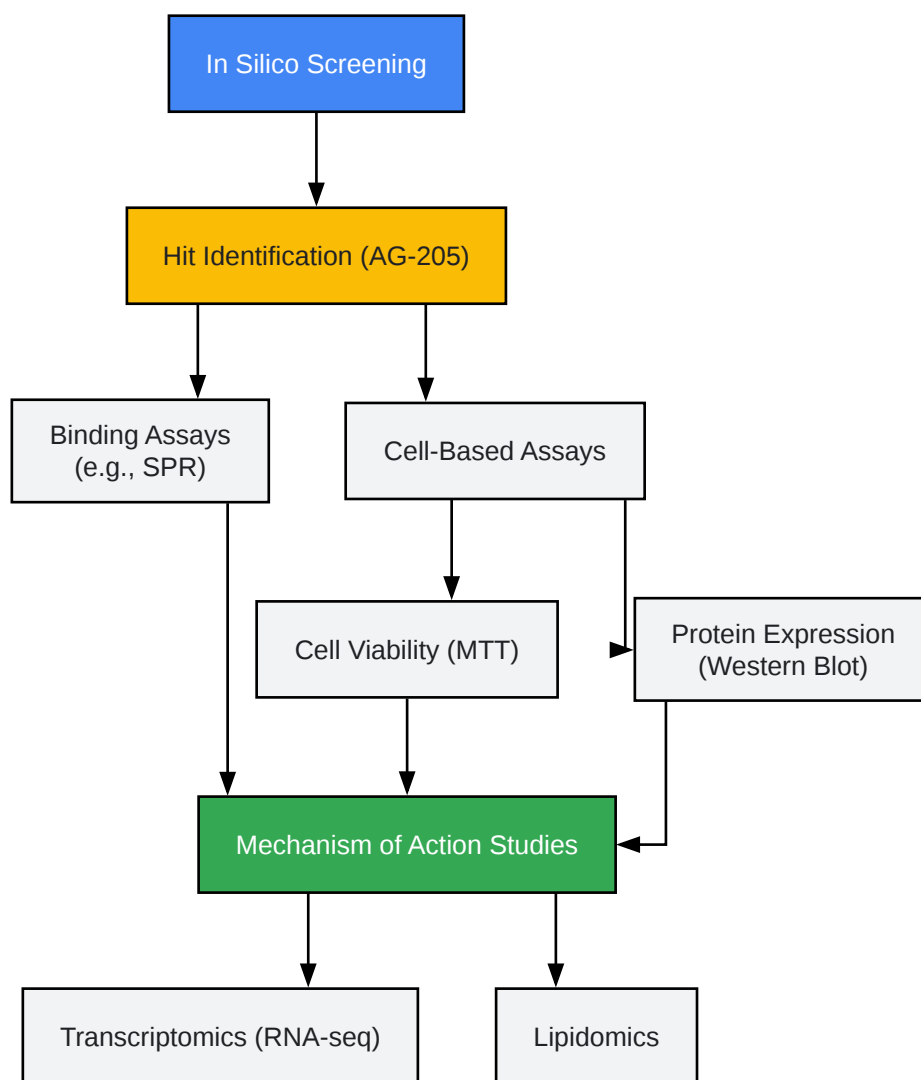 In Silico Screening
Hit Identification (AG-205)
Binding Assays
(e.g., SPR)
Cell-Based Assays
Cell Viability (MTT)
Protein Expression
(Western Blot)
Mechanism of Action Studies
Transcriptomics (RNA-seq)
Lipidomics